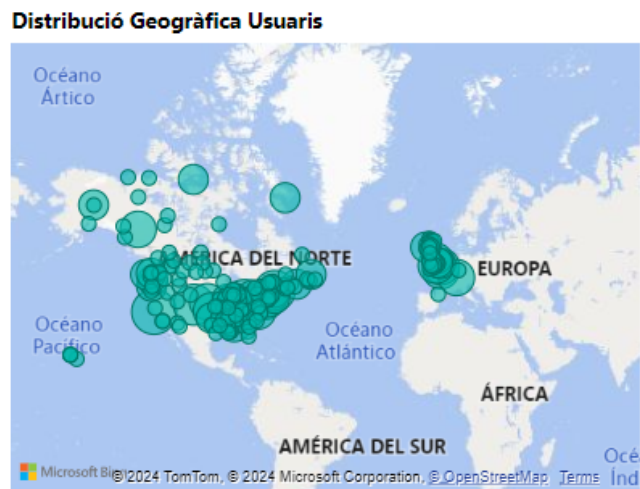 Distribució Geogràfica Usuaris
Océano
Ártico
AMÉRICA DEL NORTE
EUROPA
Océano
Pacífico
Océano
Atlántico
ÁFRICA
AMÉRICA DEL SUR
Océ
Índ
Microsoft Bin
© 2024 TomTom, © 2024 Microsoft Corporation, © OpenStreetMap Terms